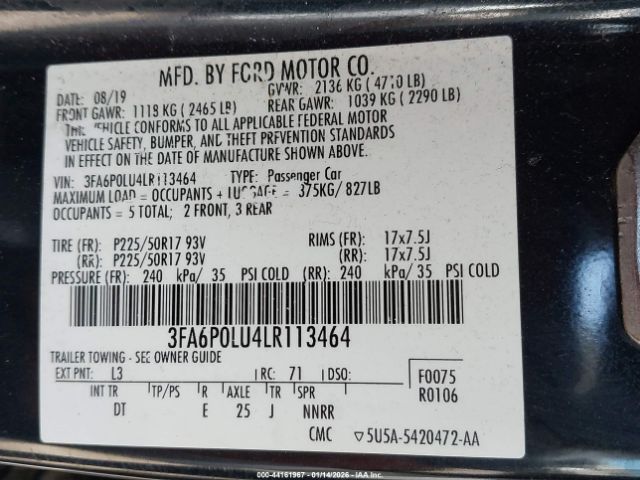 MFD. BY FORD MOTOR CO.
DATE: 08/19 GVWR: 2136 KG ( 4710 LB)
FRONT GAWR: 1118 KG ( 2465 LB) REAR GAWR: 1039 KG ( 2290 LB)
THIS VEHICLE CONFORMS TO ALL APPLICABLE FEDERAL MOTOR
VEHICLE SAFETY, BUMPER, AND THEFT PREVENTION STANDARDS
IN EFFECT ON THE DATE OF MANUFACTURE SHOWN ABOVE.
VIN: 3FA6P0LU4LR113464 TYPE: Passenger Car
MAXIMUM LOAD = OCCUPANTS + LUGGAGE = 375KG/ 827LB
OCCUPANTS = 5 TOTAL; 2 FRONT, 3 REAR
TIRE (FR): P225/50R17 93V RIMS (FR): 17x7.5J
(RR): P225/50R17 93V (RR): 17x7.5J
PRESSURE (FR): 240 kPa/ 35 PSI COLD (RR): 240 kPa/ 35 PSI COLD
3FA6P0LU4LR113464
TRAILER TOWING - SEE OWNER GUIDE
EXT PNT: L3 RC: 71 DSO: F0075
INT TR TP/PS R AXLE TR SPR R0106
DT E 25 J NNRR
CMC ▽5U5A-5420472-AA
000-44161967 - 01/14/2026 - IAAI.COM